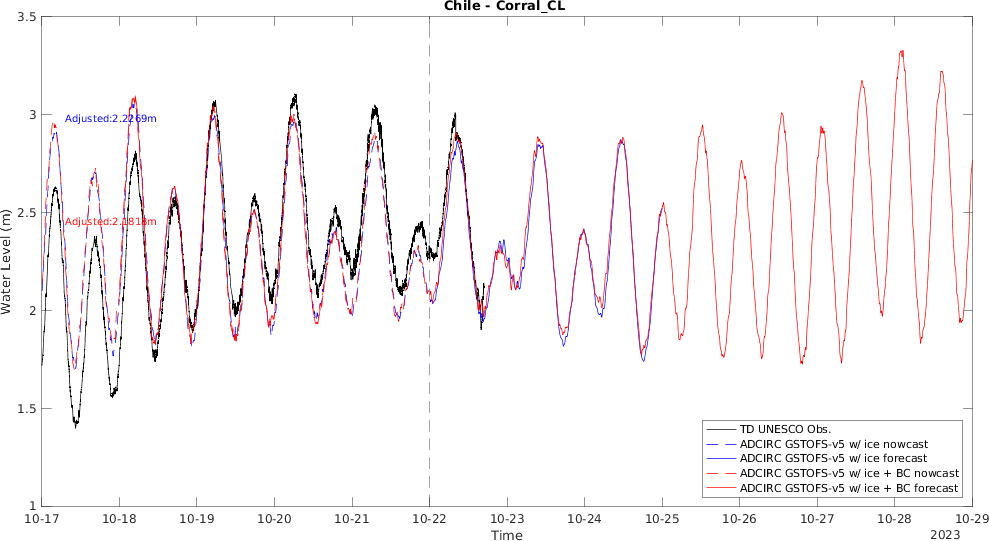 Chile - Corral_CL
3.5
3
2.5
2
1.5
1
Water Level (m)
Adjusted:2.2269m
Adjusted:2.1818m
TD UNESCO Obs.
ADCIRC GSTOFS-v5 w/ ice nowcast
ADCIRC GSTOFS-v5 w/ ice forecast
ADCIRC GSTOFS-v5 w/ ice + BC nowcast
ADCIRC GSTOFS-v5 w/ ice + BC forecast
10-17 10-18 10-19 10-20 10-21 10-22 10-23 10-24 10-25 10-26 10-27 10-28 10-29
Time
2023